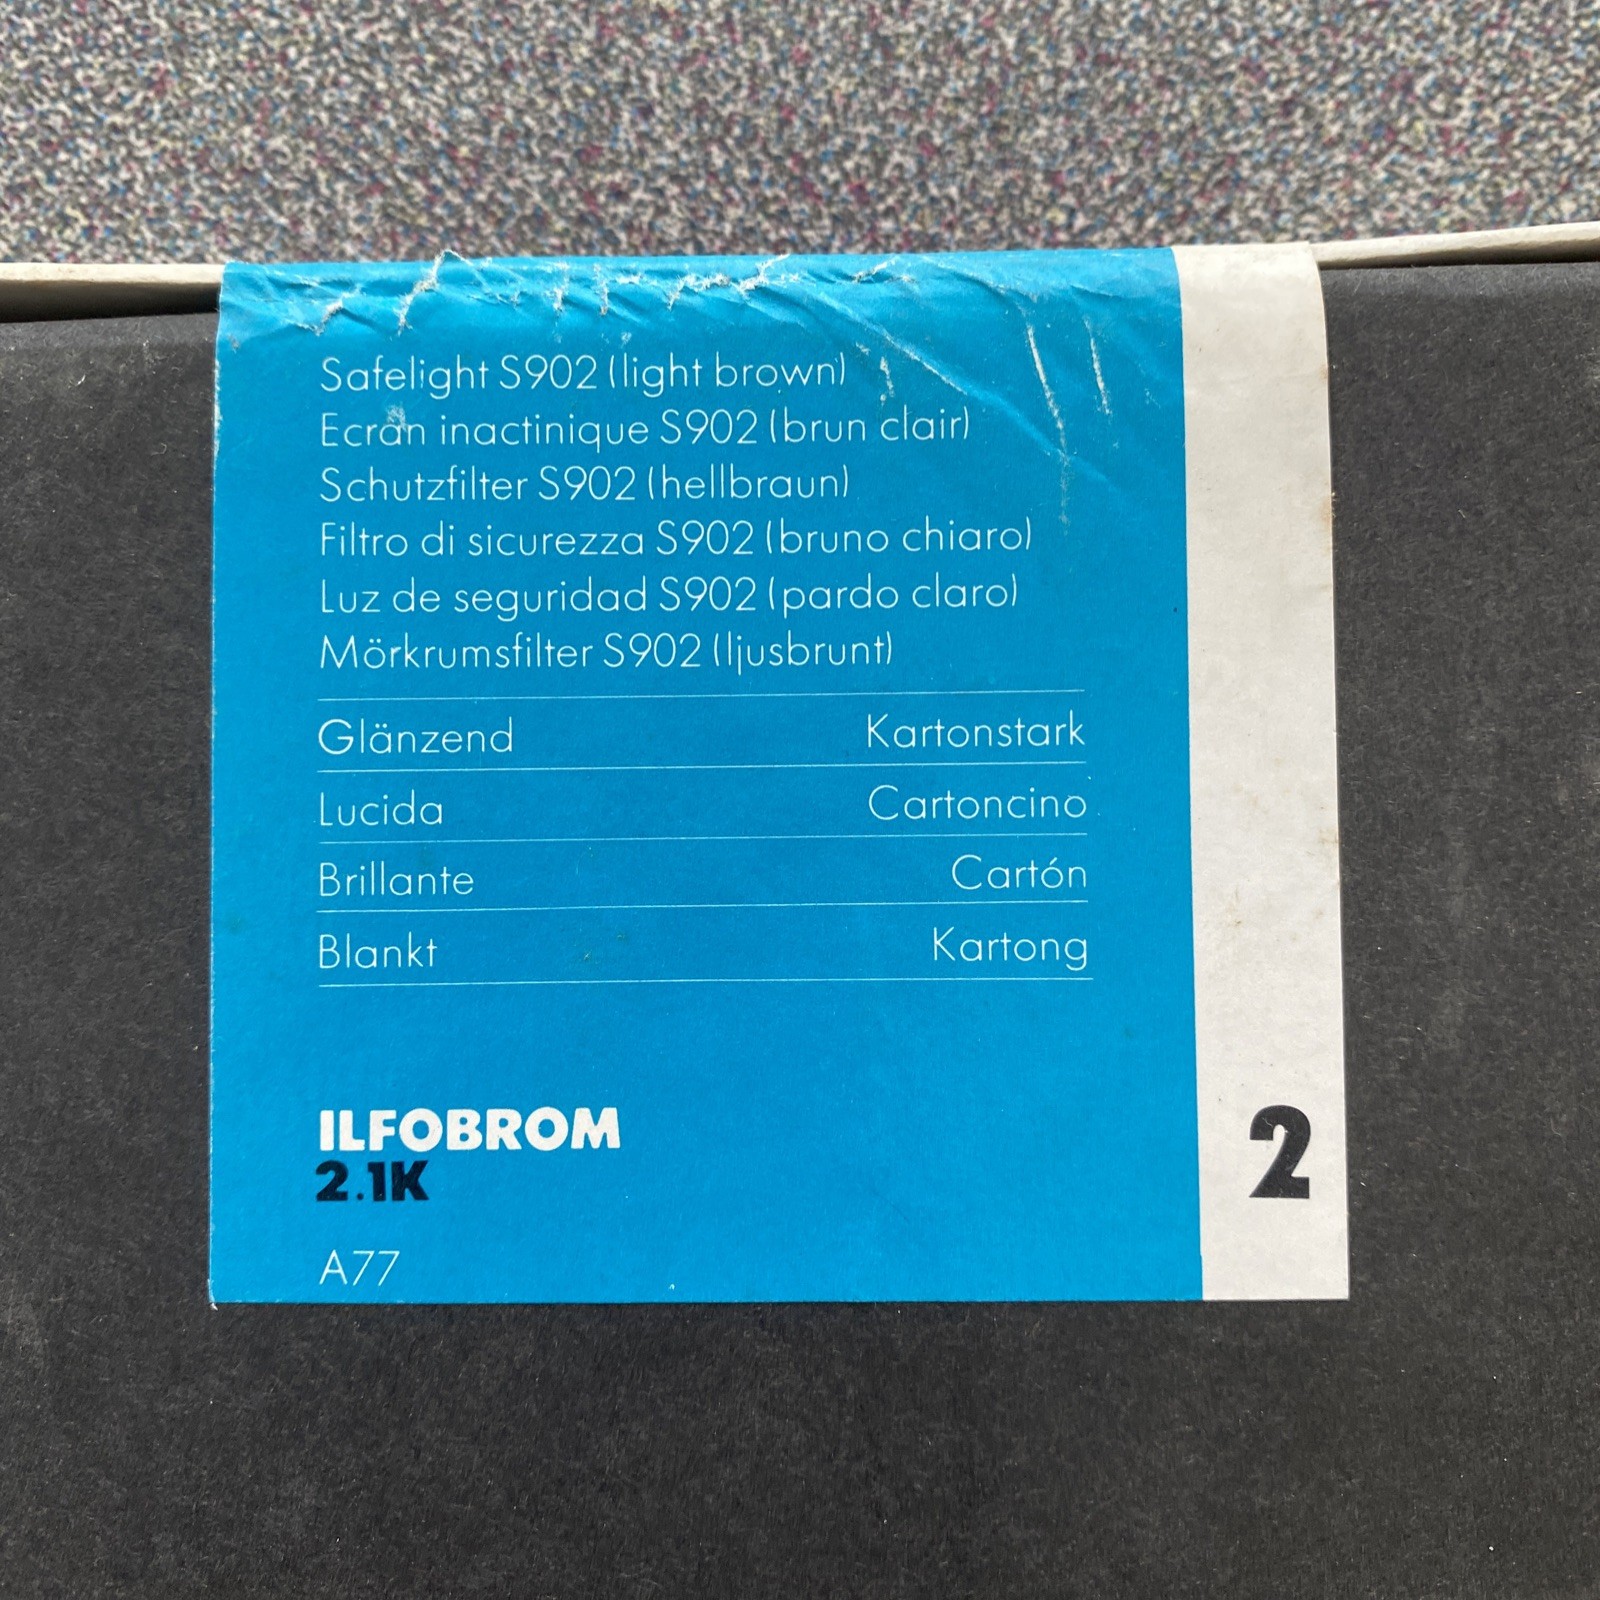 Safelight S902 (light brown)
Ecran inactinique S902 (brun clair)
Schutzfilter S902 (hellbraun)
Filtro di sicurezza S902 (bruno chiaro)
Luz de seguridad S902 (pardo claro)
Mörkrumsfilter S902 (ljusbrunt)
Glänzend Kartonstark
Lucida Cartoncino
Brillante Cartón
Blankt Kartong
ILFOBROM
2.1K
2
A77